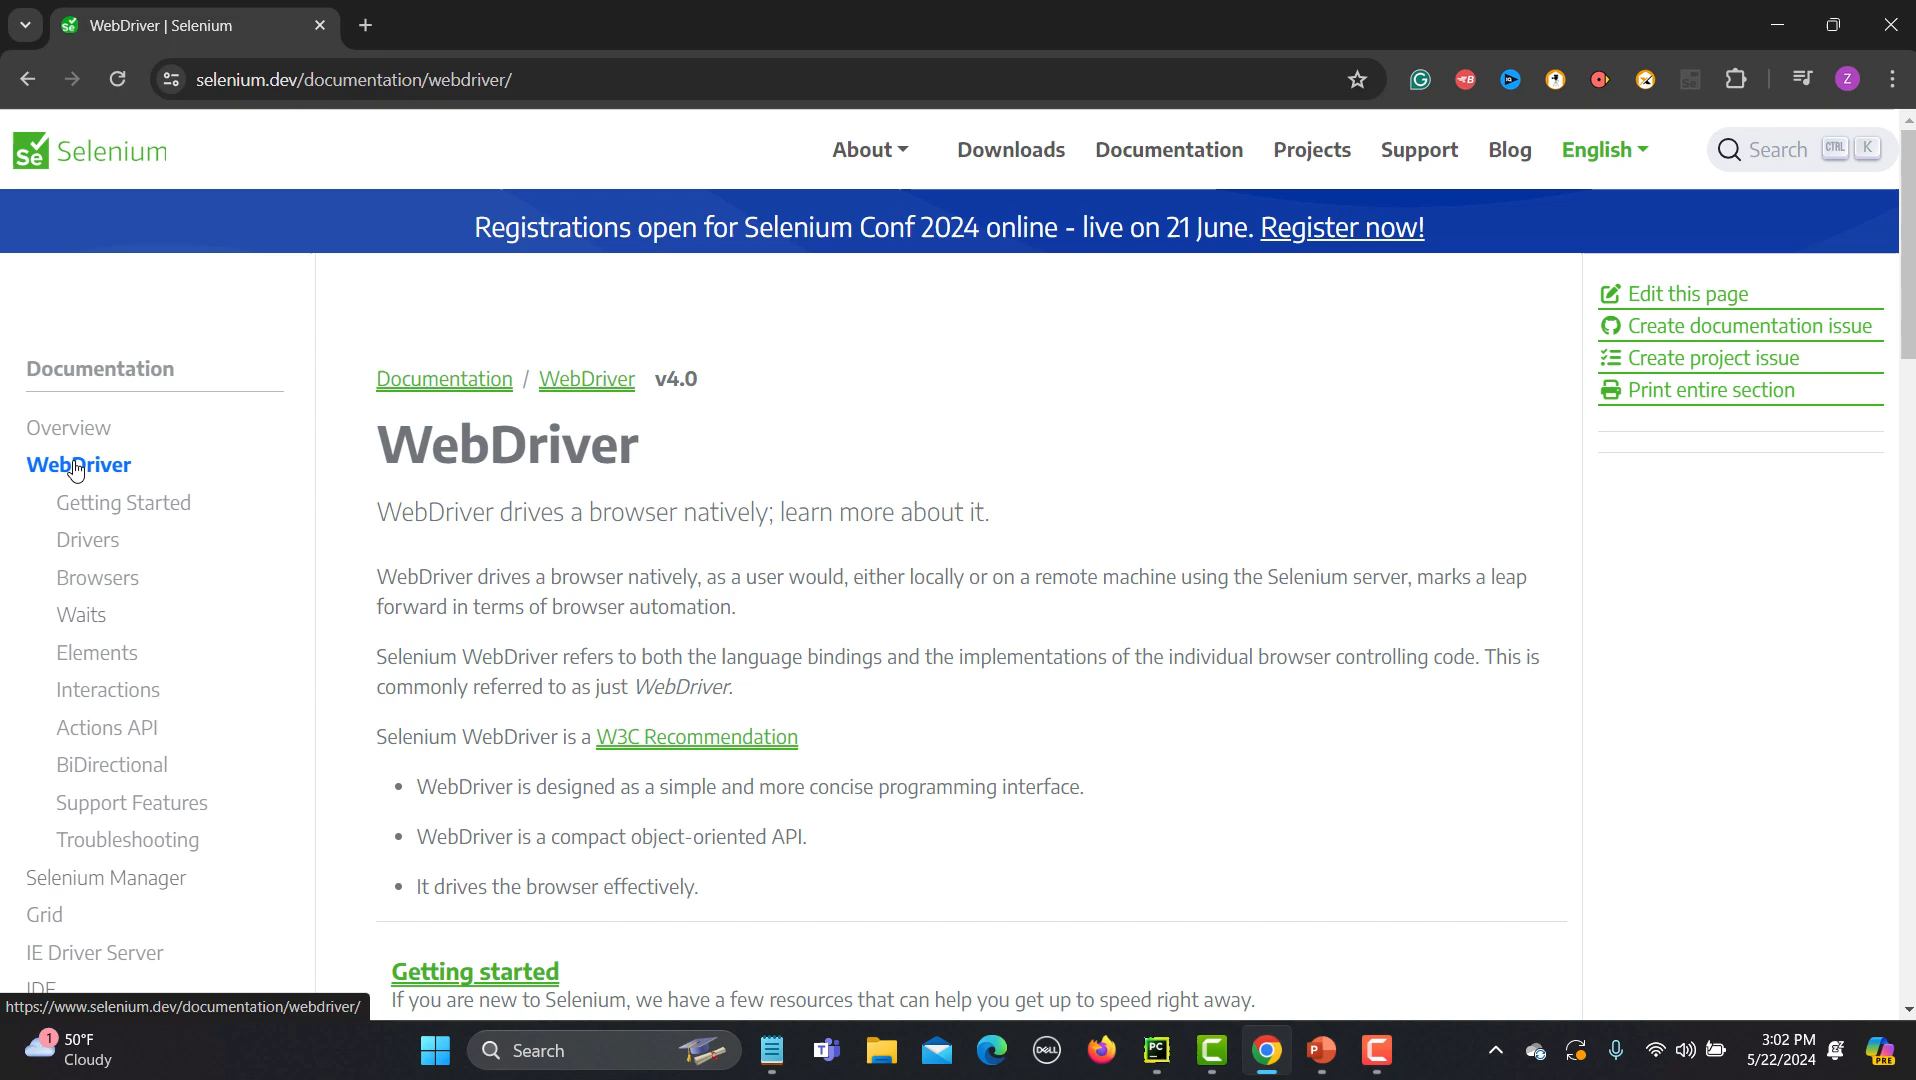 WebDriver | Selenium
selenium.dev/documentation/webdriver/
Z
Se Selenium
About Downloads Documentation Projects Support Blog English Search CTRL K
Registrations open for Selenium Conf 2024 online - live on 21 June. Register now!
Edit this page
Create documentation issue
Create project issue
Print entire section
Documentation
Overview
WebDriver
Getting Started
Drivers
Browsers
Waits
Elements
Interactions
Actions API
BiDirectional
Support Features
Troubleshooting
Selenium Manager
Grid
IE Driver Server
IDE
https://www.selenium.dev/documentation/webdriver/
Documentation / WebDriver v4.0
WebDriver
WebDriver drives a browser natively; learn more about it.
WebDriver drives a browser natively, as a user would, either locally or on a remote machine using the Selenium server, marks a leap
forward in terms of browser automation.
Selenium WebDriver refers to both the language bindings and the implementations of the individual browser controlling code. This is
commonly referred to as just WebDriver.
Selenium WebDriver is a W3C Recommendation
• WebDriver is designed as a simple and more concise programming interface.
• WebDriver is a compact object-oriented API.
• It drives the browser effectively.
Getting started
If you are new to Selenium, we have a few resources that can help you get up to speed right away.
1
50°F
Cloudy
Search
DELL
PC
3:02 PM
5/22/2024
PRE